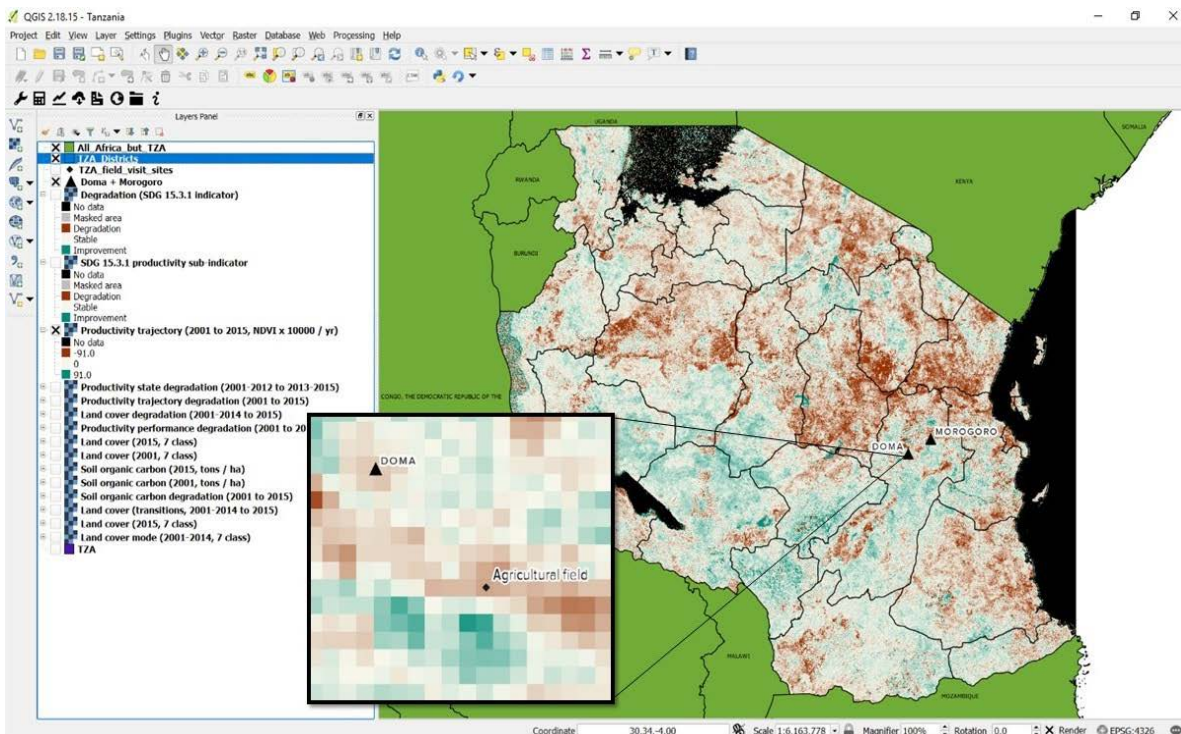 QGIS 2.18.15 - Tanzania
Project Edit View Layer Settings Plugins Vector Raster Database Web Processing Help
Layers Panel
All_Africa_but_TZA
TZA_Districts
TZA_field_visit_sites
Doma + Morogoro
Degradation (SDG 15.3.1 indicator)
No data
Masked area
Degradation
Stable
Improvement
SDG 15.3.1 productivity sub-indicator
No data
Masked area
Degradation
Stable
Improvement
Productivity trajectory (2001 to 2015, NDVI x 10000 / yr)
No data
-91.0
0
91.0
Productivity state degradation (2001-2012 to 2013-2015)
Productivity trajectory degradation (2001 to 2015)
Land cover degradation (2001-2014 to 2015)
Productivity performance degradation (2001 to 20
Land cover (2015, 7 class)
Land cover (2001, 7 class)
Soil organic carbon (2015, tons / ha)
Soil organic carbon (2001, tons / ha)
Soil organic carbon degradation (2001 to 2015)
Land cover (transitions, 2001-2014 to 2015)
Land cover (2015, 7 class)
Land cover mode (2001-2014, 7 class)
TZA
UGANDA
SOMALIA
RWANDA
KENYA
BURUNDI
CONGO, THE DEMOCRATIC REPUBLIC OF THE
MOROGORO
DOMA
DOMA
Agricultural field
MALAWI
MOZAMBIQUE
Coordinate 30.34,-4.00 Scale 1:6,163,778 Magnifier 100% Rotation 0.0 Render EPSG:4326